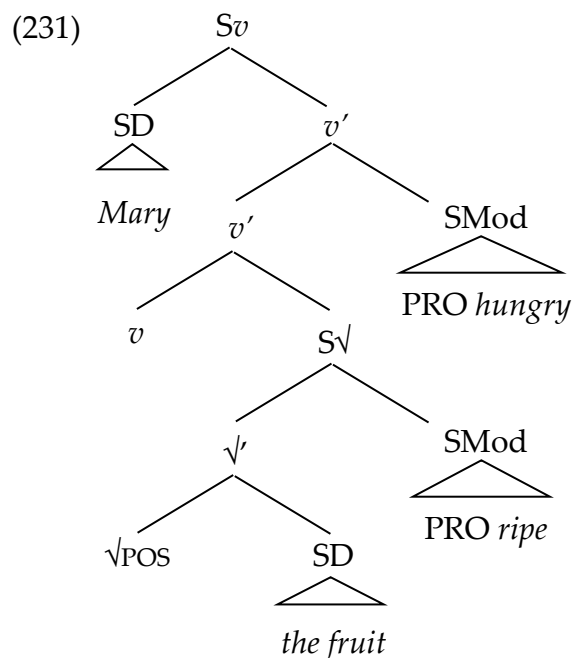 (231)
Sv
SD v′
Mary
v′ SMod
PRO hungry
v S√
√′ SMod
PRO ripe
√POS SD
the fruit